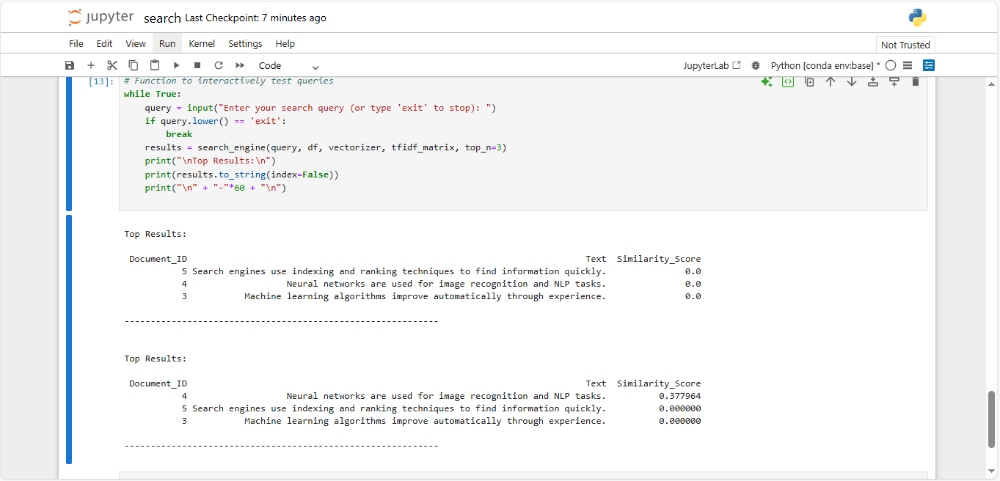 jupyter search Last Checkpoint: 7 minutes ago
File Edit View Run Kernel Settings Help
Not Trusted
Code
JupyterLab
Python [conda env:base] *
[13]:
# Function to interactively test queries
while True:
    query = input("Enter your search query (or type 'exit' to stop): ")
    if query.lower() == 'exit':
        break
    results = search_engine(query, df, vectorizer, tfidf_matrix, top_n=3)
    print("\nTop Results:\n")
    print(results.to_string(index=False))
    print("\n" + "-"*60 + "\n")
Top Results:
Document_ID Text Similarity_Score
5 Search engines use indexing and ranking techniques to find information quickly. 0.0
4 Neural networks are used for image recognition and NLP tasks. 0.0
3 Machine learning algorithms improve automatically through experience. 0.0
------------------------------------------------------------
Top Results:
Document_ID Text Similarity_Score
4 Neural networks are used for image recognition and NLP tasks. 0.377964
5 Search engines use indexing and ranking techniques to find information quickly. 0.000000
3 Machine learning algorithms improve automatically through experience. 0.000000
------------------------------------------------------------